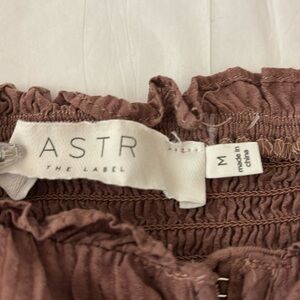 ASTR
THE LABEL
M
made in
china